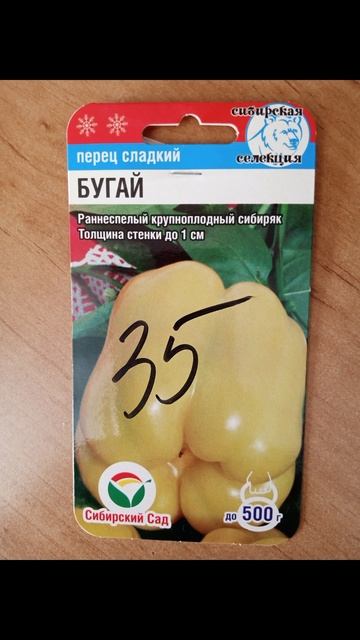 сибирская
селекция
перец сладкий
БУГАЙ
Раннеспелый крупноплодный сибиряк
Толщина стенки до 1 см
35
Сибирский Сад
до 500 г